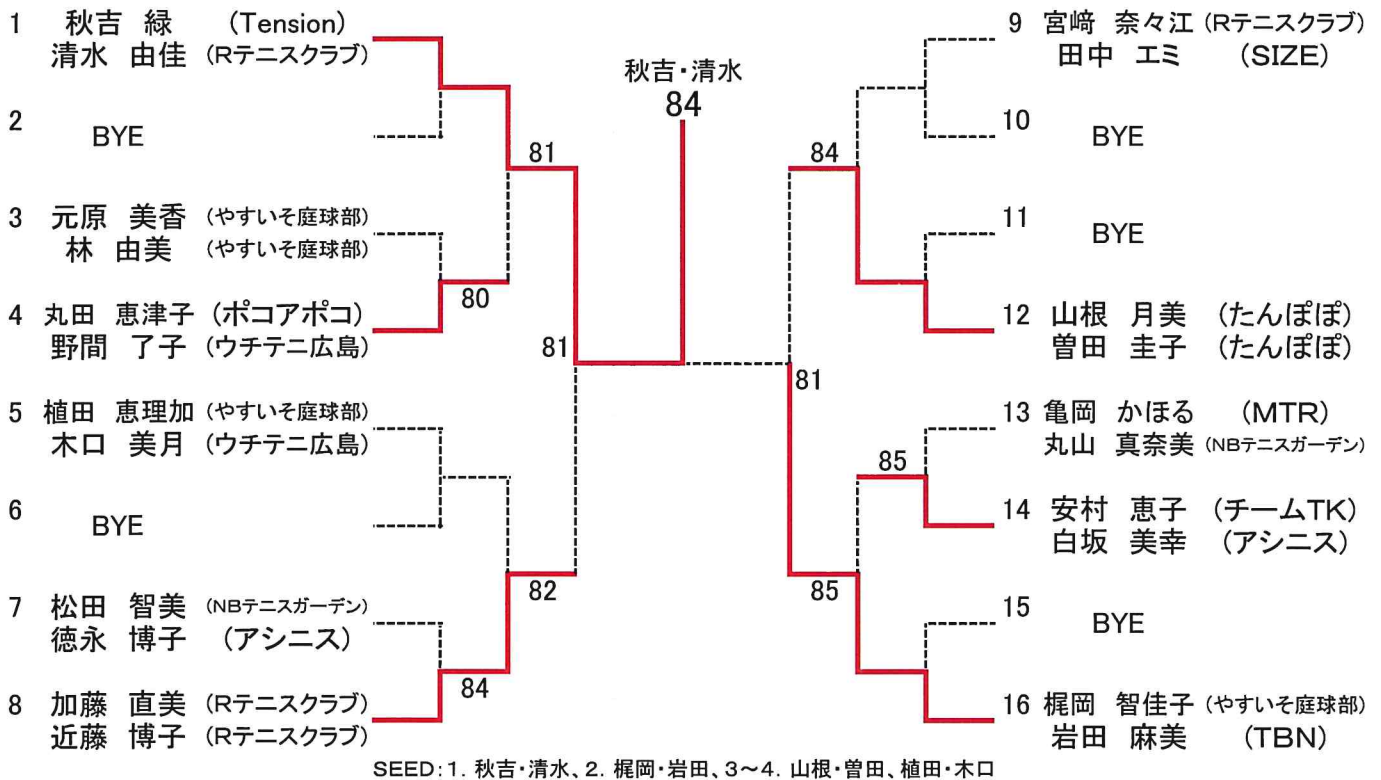 1 秋吉 緑 (Tension)
清水 由佳 (Rテニスクラブ)
2 BYE
3 元原 美香 (やすいそ庭球部)
林 由美 (やすいそ庭球部)
4 丸田 恵津子 (ポコアポコ)
野間 了子 (ウチテニ広島)
5 植田 恵理加 (やすいそ庭球部)
木口 美月 (ウチテニ広島)
6 BYE
7 松田 智美 (NBテニスガーデン)
徳永 博子 (アシニス)
8 加藤 直美 (Rテニスクラブ)
近藤 博子 (Rテニスクラブ)
81
80
81
82
84
秋吉・清水
84
84
81
85
85
9 宮﨑 奈々江 (Rテニスクラブ)
田中 エミ (SIZE)
10 BYE
11 BYE
12 山根 月美 (たんぽぽ)
曽田 圭子 (たんぽぽ)
13 亀岡 かほる (MTR)
丸山 真奈美 (NBテニスガーデン)
14 安村 恵子 (チームTK)
白坂 美幸 (アシニス)
15 BYE
16 梶岡 智佳子 (やすいそ庭球部)
岩田 麻美 (TBN)
SEED:1. 秋吉・清水、2. 梶岡・岩田、3～4. 山根・曽田、植田・木口